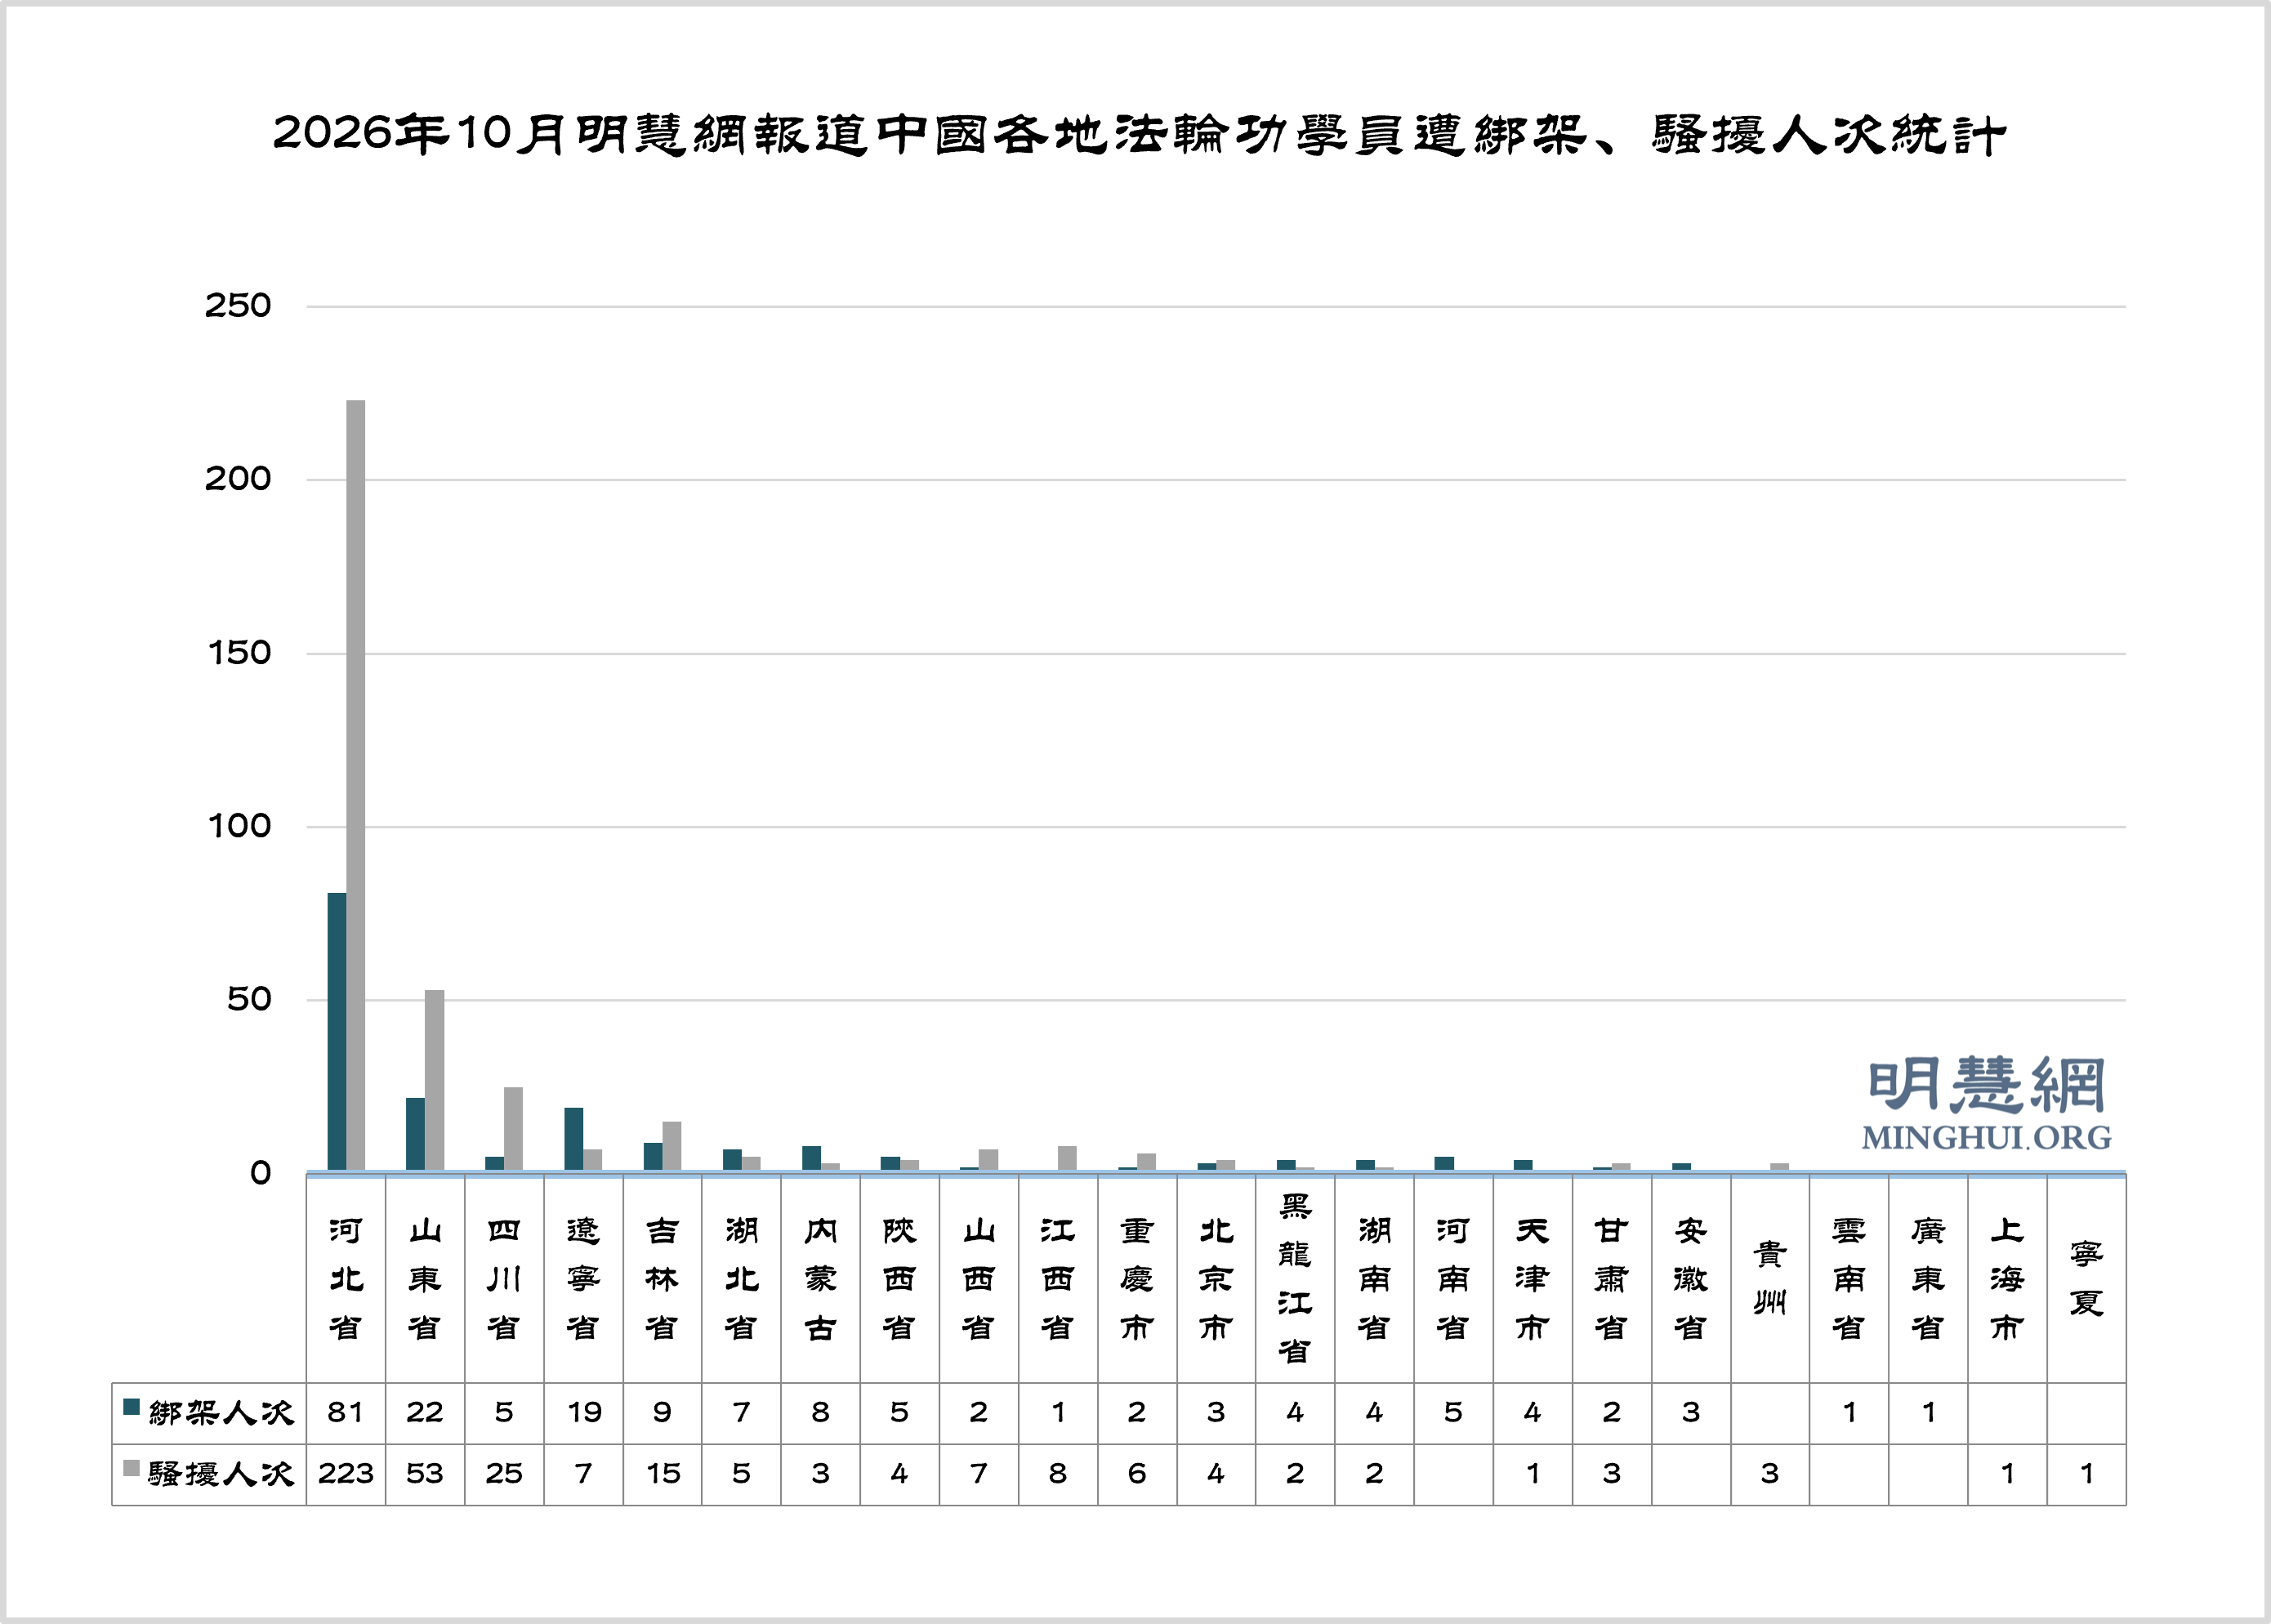 2026年10月明慧網報道中國各地法輪功學員遭綁架、騷擾人次統計
250
200
150
100
50
0
明慧網
MINGHUI.ORG
河北省 山東省 四川省 遼寧省 吉林省 湖北省 內蒙古 陝西省 山西省 江西省 重慶市 北京市 黑龍江省 湖南省 河南省 天津市 甘肅省 安徽省 貴州 雲南省 廣東省 上海市 寧夏
綁架人次 81 22 5 19 9 7 8 5 2 1 2 3 4 4 5 4 2 3 1 1
騷擾人次 223 53 25 7 15 5 3 4 7 8 6 4 2 2 1 3 3 1 1